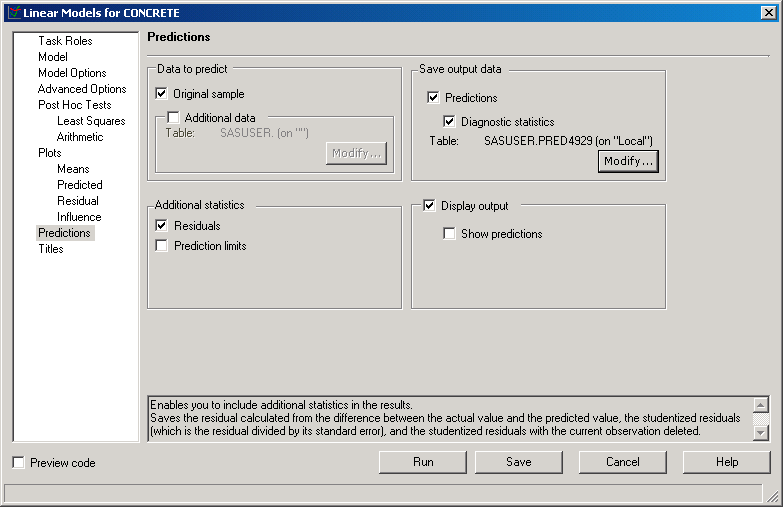 Linear Models for CONCRETE
Task Roles
Model
Model Options
Advanced Options
Post Hoc Tests
Least Squares
Arithmetic
Plots
Means
Predicted
Residual
Influence
Predictions
Titles
Predictions
Data to predict
Original sample
Additional data
Table: SASUSER. (on "")
Modify...
Save output data
Predictions
Diagnostic statistics
Table: SASUSER.PRED4929 (on "Local")
Modify...
Additional statistics
Residuals
Prediction limits
Display output
Show predictions
Enables you to include additional statistics in the results.
Saves the residual calculated from the difference between the actual value and the predicted value, the studentized residuals
(which is the residual divided by its standard error), and the studentized residuals with the current observation deleted.
Preview code
Run
Save
Cancel
Help